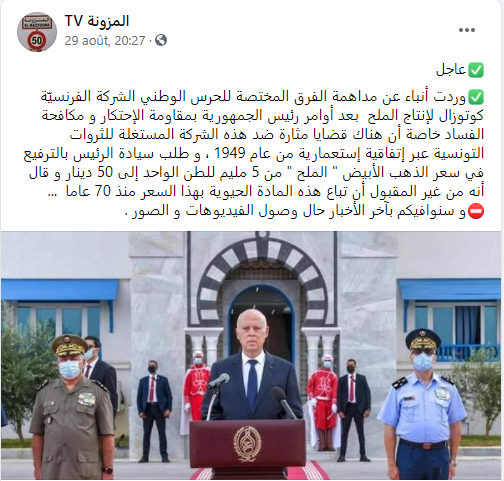 المزونة TV
29 août, 20:27
✅عاجل
✅وردت أنباء عن مداهمة الفرق المختصة للحرس الوطني الشركة الفرنسيّة
كوتوزال لإنتاج الملح بعد أوامر رئيس الجمهورية بمقاومة الإحتكار و مكافحة
الفساد خاصة أن هناك قضايا مثارة ضد هذه الشركة المستغلة للثروات
التونسية عبر إتفاقية إستعمارية من عام 1949 ، و طلب سيادة الرئيس بالترفيع
في سعر الذهب الأبيض " الملح " من 5 مليم للطن الواحد إلى 50 دينار و قال
أنه من غير المقبول أن تباع هذه المادة الحيوية بهذا السعر منذ 70 عاما ...
⛔و سنوافيكم بآخر الأخبار حال وصول الفيديوهات و الصور .